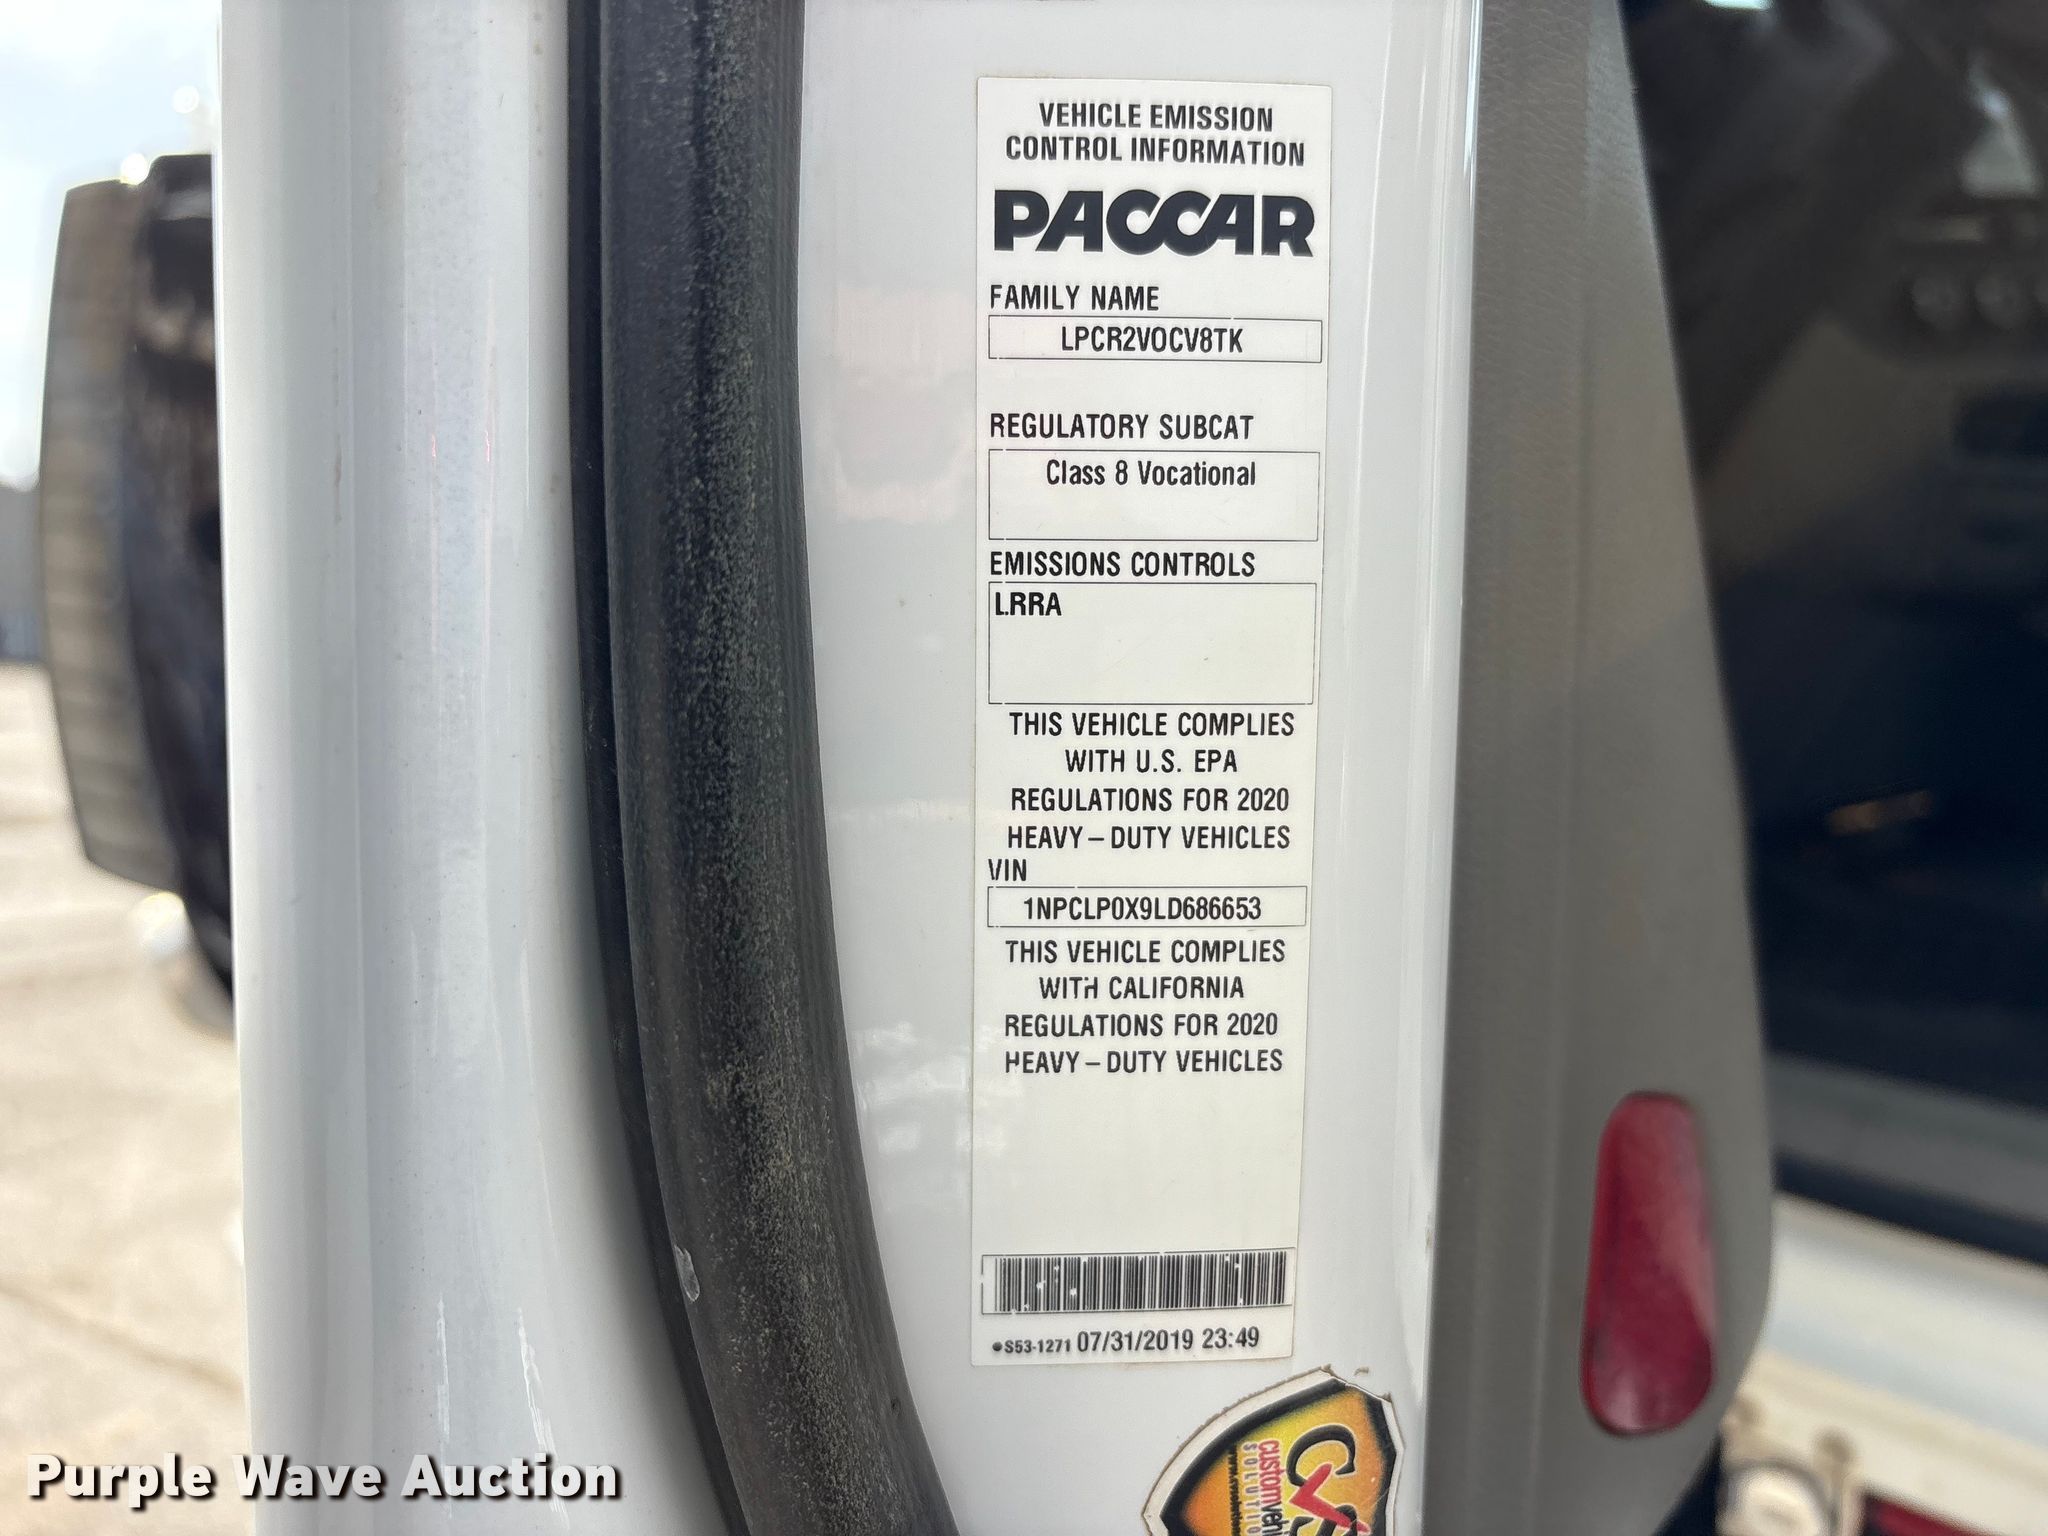 VEHICLE EMISSION
CONTROL INFORMATION
PACCAR
FAMILY NAME
LPCR2VOCV8TK
REGULATORY SUBCAT
Class 8 Vocational
EMISSIONS CONTROLS
LRRA
THIS VEHICLE COMPLIES
WITH U.S. EPA
REGULATIONS FOR 2020
HEAVY – DUTY VEHICLES
VIN
1NPCLP0X9LD686653
THIS VEHICLE COMPLIES
WITH CALIFORNIA
REGULATIONS FOR 2020
HEAVY – DUTY VEHICLES
S53-1271 07/31/2019 23:49
Purple Wave Auction